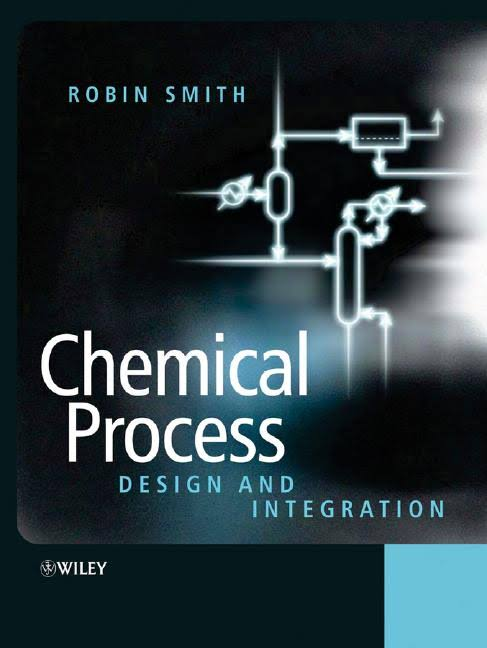 ROBIN SMITH
Chemical
Process
DESIGN AND
INTEGRATION
WILEY